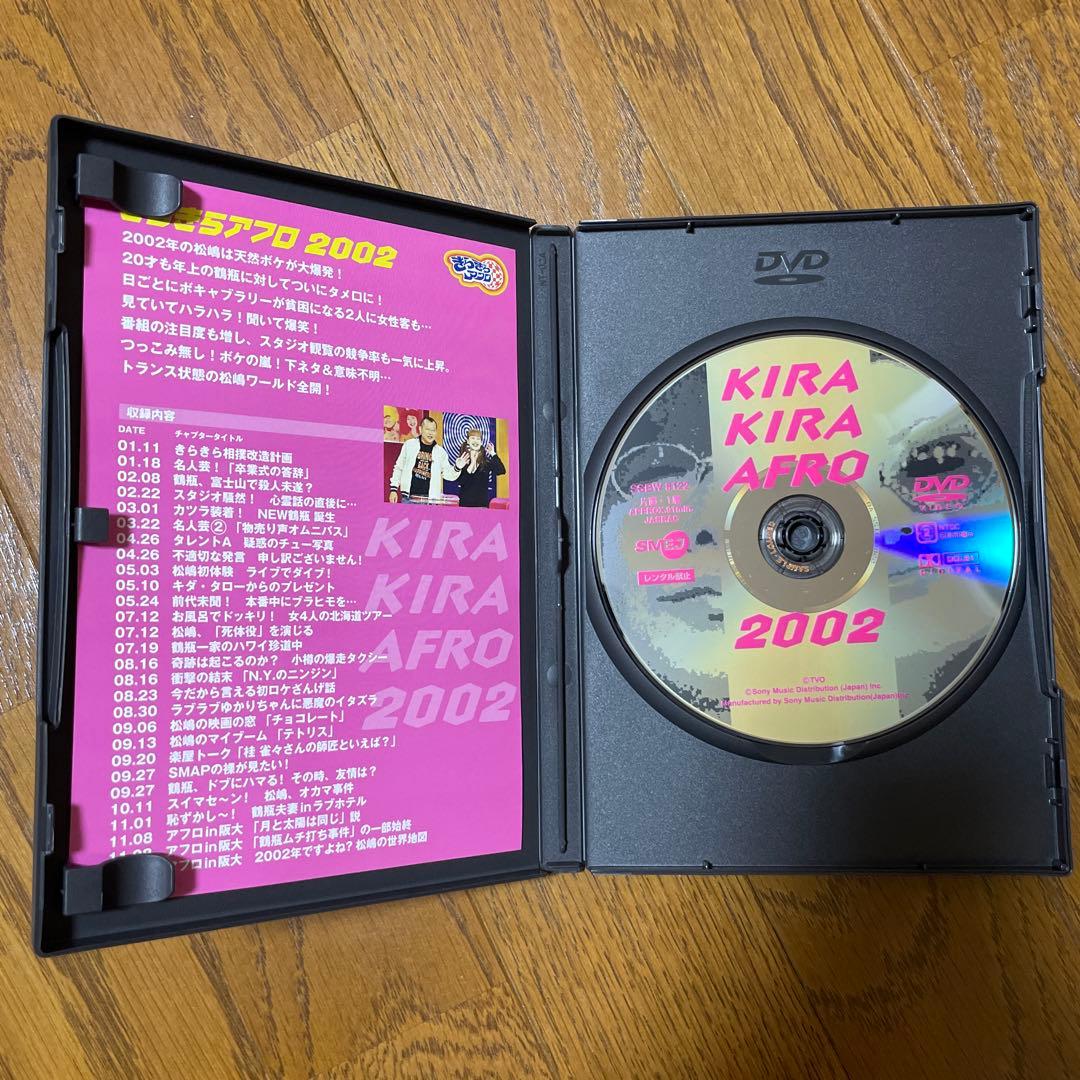 きらきらアフロ 2002
2002年の松嶋は天然ボケが大爆発！
20才も年上の鶴瓶に対してついにタメ口に！
日ごとにボキャブラリーが貧困になる2人に女性客も…
見ていてハラハラ！聞いて爆笑！
番組の注目度も増し、スタジオ観覧の競争率も一気に上昇。
つっこみ無し！ボケの嵐！下ネタ＆意味不明…
トランス状態の松嶋ワールド全開！
きらきら
アフロ
収録内容
DATE チャプタータイトル
01.11 きらきら相撲改造計画
01.18 名人芸！「卒業式の答辞」
02.08 鶴瓶、富士山で殺人未遂？
02.22 スタジオ騒然！ 心霊話の直後に…
03.01 カツラ装着！ NEW鶴瓶 誕生
03.22 名人芸②「物売り声オムニバス」
04.26 タレントA 疑惑のチュー写真
04.26 不適切な発言 申し訳ございません！
05.03 松嶋初体験 ライブでダイブ！
05.10 キダ・タローからのプレゼント
05.24 前代未聞！ 本番中にブラヒモを…
07.12 お風呂でドッキリ！ 女4人の北海道ツアー
07.12 松嶋、「死体役」を演じる
07.19 鶴瓶一家のハワイ珍道中
08.16 奇跡は起こるのか？ 小樽の爆走タクシー
08.16 衝撃の結末「N.Y.のニンジン」
08.23 今だから言える初ロケざんげ話
08.30 ラブラブゆかりちゃんに悪魔のイタズラ
09.06 松嶋の映画の窓「チョコレート」
09.13 松嶋のマイブーム「テトリス」
09.20 楽屋トーク「桂 雀々さんの師匠といえば？」
09.27 SMAPの裸が見たい！
09.27 鶴瓶、ドブにハマる！その時、友情は？
10.11 スイマセ〜ン！ 松嶋、オカマ事件
11.01 恥ずかし〜！ 鶴瓶夫妻inラブホテル
11.08 アフロin阪大「月と太陽は同じ」説
11.08 アフロin阪大「鶴瓶ムチ打ち事件」の一部始終
アフロin阪大 2002年ですよね？松嶋の世界地図
KIRA
KIRA
AFRO
2002
DVD
KIRA
KIRA
AFRO
SSBW 8122
片面・1層
APPROX.91min.
JASRAC
SMEJ
レンタル禁止
DVD
VIDEO
NTSC
2002
©TVO
©Sony Music Distribution (Japan) Inc.
Manufactured by Sony Music Distribution(Japan)Inc.